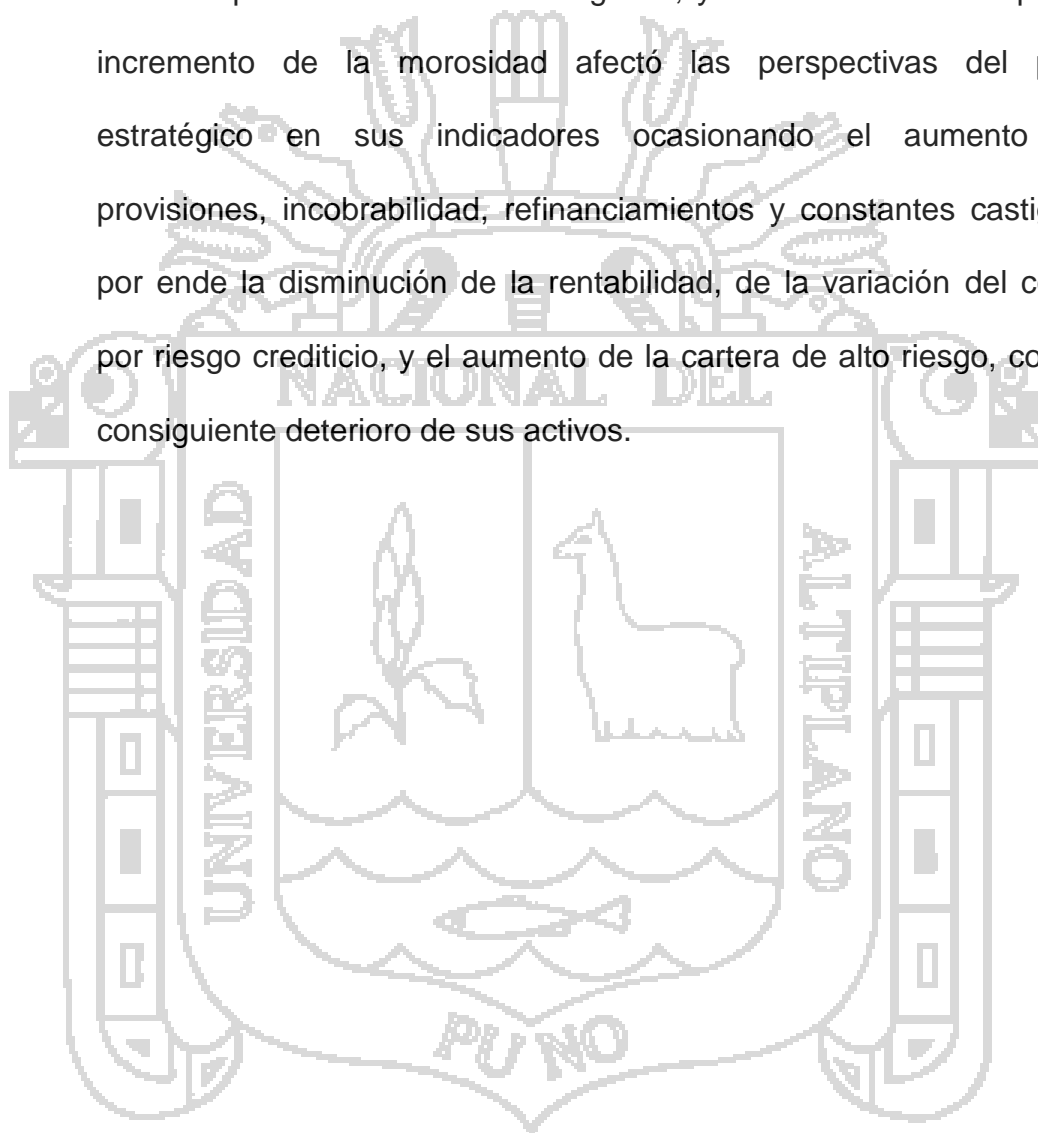 incremento de la morosidad afectó las perspectivas del
estratégico en sus indicadores ocasionando el aumento
provisiones, incobrabilidad, refinanciamientos y constantes
por ende la disminución de la rentabilidad, de la variación del
por riesgo crediticio, y el aumento de la cartera de alto riesgo,
consiguiente deterioro de sus activos.
NACIONAL DEL
UNIVERSIDAD
ALTIPLANO
PUNO